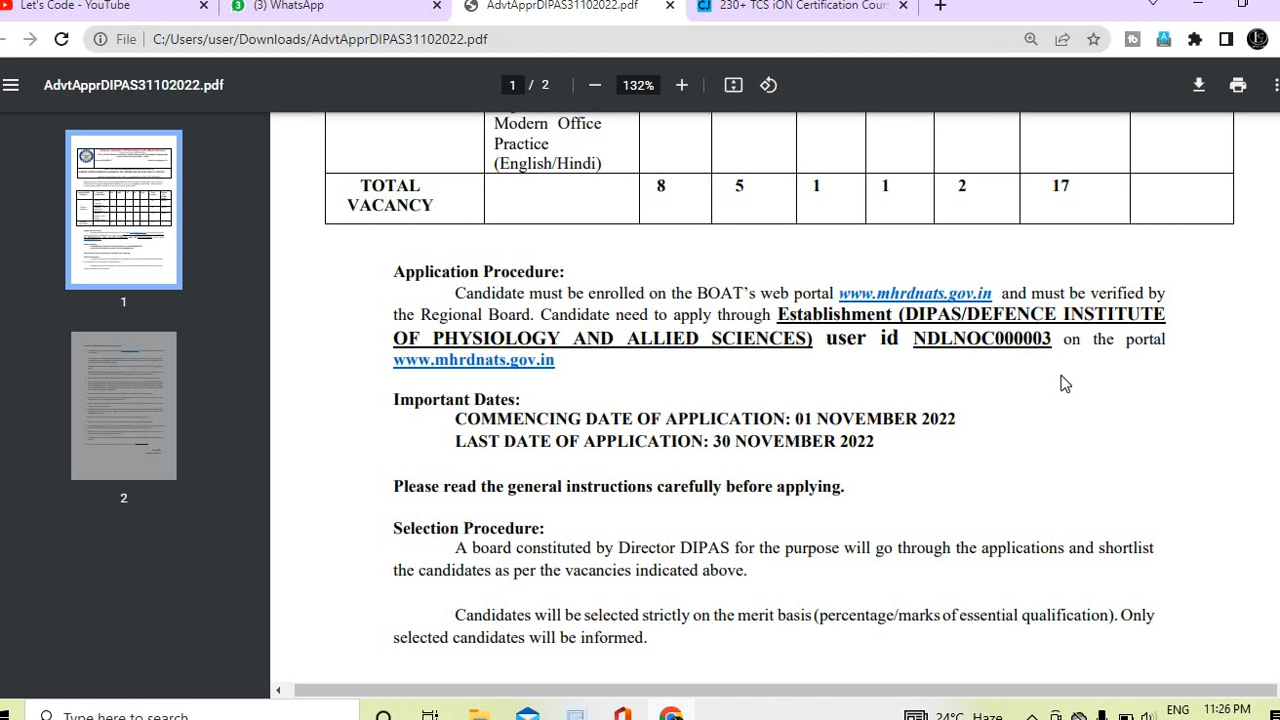 Let's Code - YouTube
(3) WhatsApp
AdvtApprDIPAS31102022.pdf
230+ TCS iON Certification Cours
File
C:/Users/user/Downloads/AdvtApprDIPAS31102022.pdf
AdvtApprDIPAS31102022.pdf
1 / 2
132%
1
2
Modern Office
Practice
(English/Hindi)
TOTAL VACANCY 8 5 1 1 2 17
Application Procedure:
Candidate must be enrolled on the BOAT's web portal www.mhrdnats.gov.in and must be verified by
the Regional Board. Candidate need to apply through Establishment (DIPAS/DEFENCE INSTITUTE
OF PHYSIOLOGY AND ALLIED SCIENCES) user id NDLNOC000003 on the portal
www.mhrdnats.gov.in
Important Dates:
COMMENCING DATE OF APPLICATION: 01 NOVEMBER 2022
LAST DATE OF APPLICATION: 30 NOVEMBER 2022
Please read the general instructions carefully before applying.
Selection Procedure:
A board constituted by Director DIPAS for the purpose will go through the applications and shortlist
the candidates as per the vacancies indicated above.
Candidates will be selected strictly on the merit basis (percentage/marks of essential qualification). Only
selected candidates will be informed.
Type here to search
24°C Haze
ENG
11:26 PM